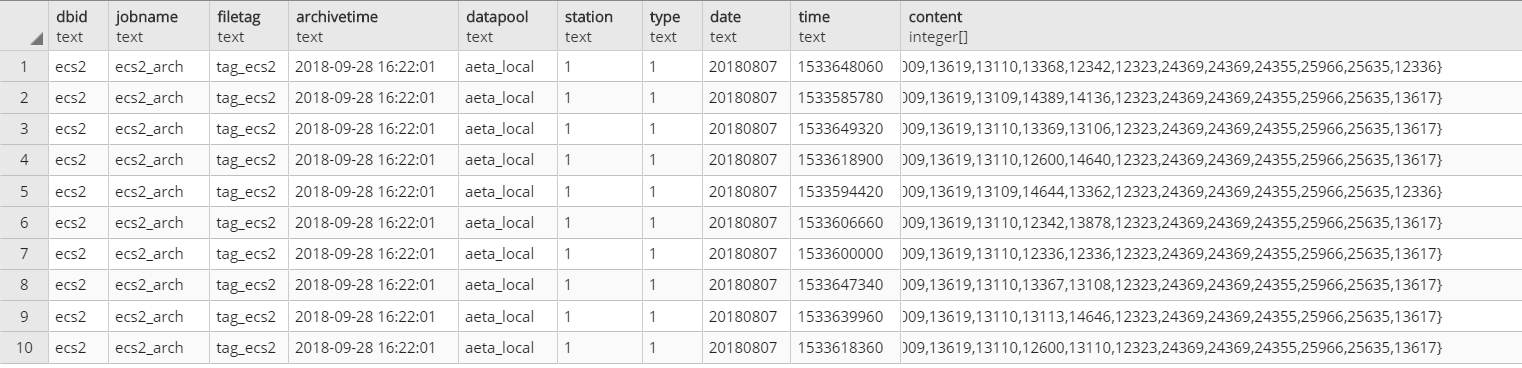 dbid jobname filetag archivetime datapool station type date time content
text text text text text text text text text integer[]
1 ecs2 ecs2_arch tag_ecs2 2018-09-28 16:22:01 aeta_local 1 1 20180807 1533648060 009,13619,13110,13368,12342,12323,24369,24369,24355,25966,25635,12336}
2 ecs2 ecs2_arch tag_ecs2 2018-09-28 16:22:01 aeta_local 1 1 20180807 1533585780 009,13619,13109,14389,14136,12323,24369,24369,24355,25966,25635,13617}
3 ecs2 ecs2_arch tag_ecs2 2018-09-28 16:22:01 aeta_local 1 1 20180807 1533649320 009,13619,13110,13369,13106,12323,24369,24369,24355,25966,25635,13617}
4 ecs2 ecs2_arch tag_ecs2 2018-09-28 16:22:01 aeta_local 1 1 20180807 1533618900 009,13619,13110,12600,14640,12323,24369,24369,24355,25966,25635,13617}
5 ecs2 ecs2_arch tag_ecs2 2018-09-28 16:22:01 aeta_local 1 1 20180807 1533594420 009,13619,13109,14644,13362,12323,24369,24369,24355,25966,25635,12336}
6 ecs2 ecs2_arch tag_ecs2 2018-09-28 16:22:01 aeta_local 1 1 20180807 1533606660 009,13619,13110,12342,13878,12323,24369,24369,24355,25966,25635,13617}
7 ecs2 ecs2_arch tag_ecs2 2018-09-28 16:22:01 aeta_local 1 1 20180807 1533600000 009,13619,13110,12336,12336,12323,24369,24369,24355,25966,25635,13617}
8 ecs2 ecs2_arch tag_ecs2 2018-09-28 16:22:01 aeta_local 1 1 20180807 1533647340 009,13619,13110,13367,13108,12323,24369,24369,24355,25966,25635,13617}
9 ecs2 ecs2_arch tag_ecs2 2018-09-28 16:22:01 aeta_local 1 1 20180807 1533639960 009,13619,13110,13113,14646,12323,24369,24369,24355,25966,25635,13617}
10 ecs2 ecs2_arch tag_ecs2 2018-09-28 16:22:01 aeta_local 1 1 20180807 1533618360 009,13619,13110,12600,13110,12323,24369,24369,24355,25966,25635,13617}